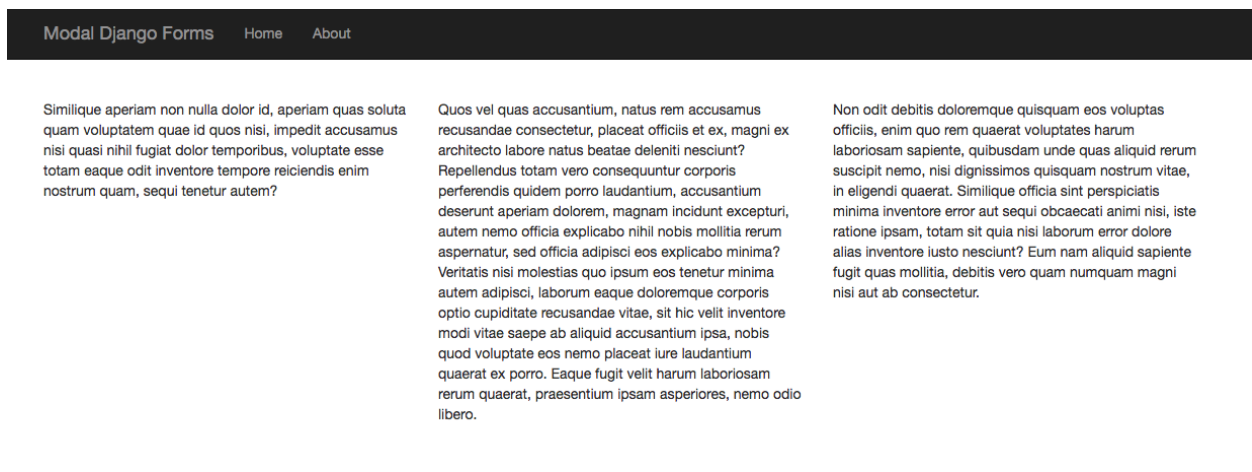 Modal Django Forms Home About
Similique aperiam non nulla dolor id, aperiam quas soluta
quam voluptatem quae id quos nisi, impedit accusamus
nisi quasi nihil fugiat dolor temporibus, voluptate esse
totam eaque odit inventore tempore reiciendis enim
nostrum quam, sequi tenetur autem?
Quos vel quas accusantium, natus rem accusamus
recusandae consectetur, placeat officiis et ex, magni ex
architecto labore natus beatae deleniti nesciunt?
Repellendus totam vero consequuntur corporis
perferendis quidem porro laudantium, accusantium
deserunt aperiam dolorem, magnam incidunt excepturi,
autem nemo officia explicabo nihil nobis mollitia rerum
aspernatur, sed officia adipisci eos explicabo minima?
Veritatis nisi molestias quo ipsum eos tenetur minima
autem adipisci, laborum eaque doloremque corporis
optio cupiditate recusandae vitae, sit hic velit inventore
modi vitae saepe ab aliquid accusantium ipsa, nobis
quod voluptate eos nemo placeat iure laudantium
quaerat ex porro. Eaque fugit velit harum laboriosam
rerum quaerat, praesentium ipsam asperiores, nemo odio
libero.
Non odit debitis doloremque quisquam eos voluptas
officiis, enim quo rem quaerat voluptates harum
laboriosam sapiente, quibusdam unde quas aliquid rerum
suscipit nemo, nisi dignissimos quisquam nostrum vitae,
in eligendi quaerat. Similique officia sint perspiciatis
minima inventore error aut sequi obcaecati animi nisi, iste
ratione ipsam, totam sit quia nisi laborum error dolore
alias inventore iusto nesciunt? Eum nam aliquid sapiente
fugit quas mollitia, debitis vero quam numquam magni
nisi aut ab consectetur.